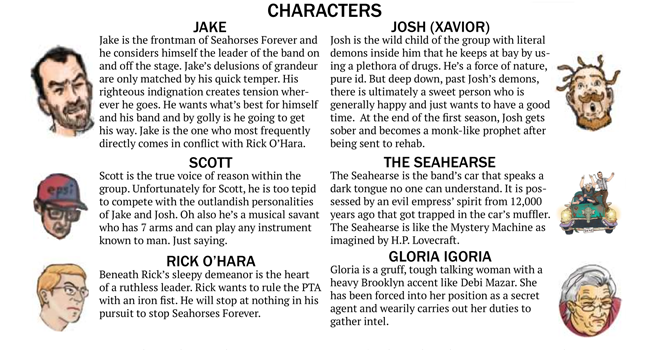 CHARACTERS
JAKE
Jake is the frontman of Seahorses Forever and
he considers himself the leader of the band on
and off the stage. Jake's delusions of grandeur
are only matched by his quick temper. His
righteous indignation creates tension wher-
ever he goes. He wants what's best for himself
and his band and by golly is he going to get
his way. Jake is the one who most frequently
directly comes in conflict with Rick O'Hara.
SCOTT
Scott is the true voice of reason within the
group. Unfortunately for Scott, he is too tepid
to compete with the outlandish personalities
of Jake and Josh. Oh also he's a musical savant
who has 7 arms and can play any instrument
known to man. Just saying.
RICK O'HARA
Beneath Rick's sleepy demeanor is the heart
of a ruthless leader. Rick wants to rule the PTA
with an iron fist. He will stop at nothing in his
pursuit to stop Seahorses Forever.
JOSH (XAVIOR)
Josh is the wild child of the group with literal
demons inside him that he keeps at bay by us-
ing a plethora of drugs. He's a force of nature,
pure id. But deep down, past Josh's demons,
there is ultimately a sweet person who is
generally happy and just wants to have a good
time. At the end of the first season, Josh gets
sober and becomes a monk-like prophet after
being sent to rehab.
THE SEAHEARSE
The Seahearse is the band's car that speaks a
dark tongue no one can understand. It is pos-
sessed by an evil empress' spirit from 12,000
years ago that got trapped in the car's muffler.
The Seahearse is like the Mystery Machine as
imagined by H.P. Lovecraft.
GLORIA IGORIA
Gloria is a gruff, tough talking woman with a
heavy Brooklyn accent like Debi Mazar. She
has been forced into her position as a secret
agent and wearily carries out her duties to
gather intel.
epsi